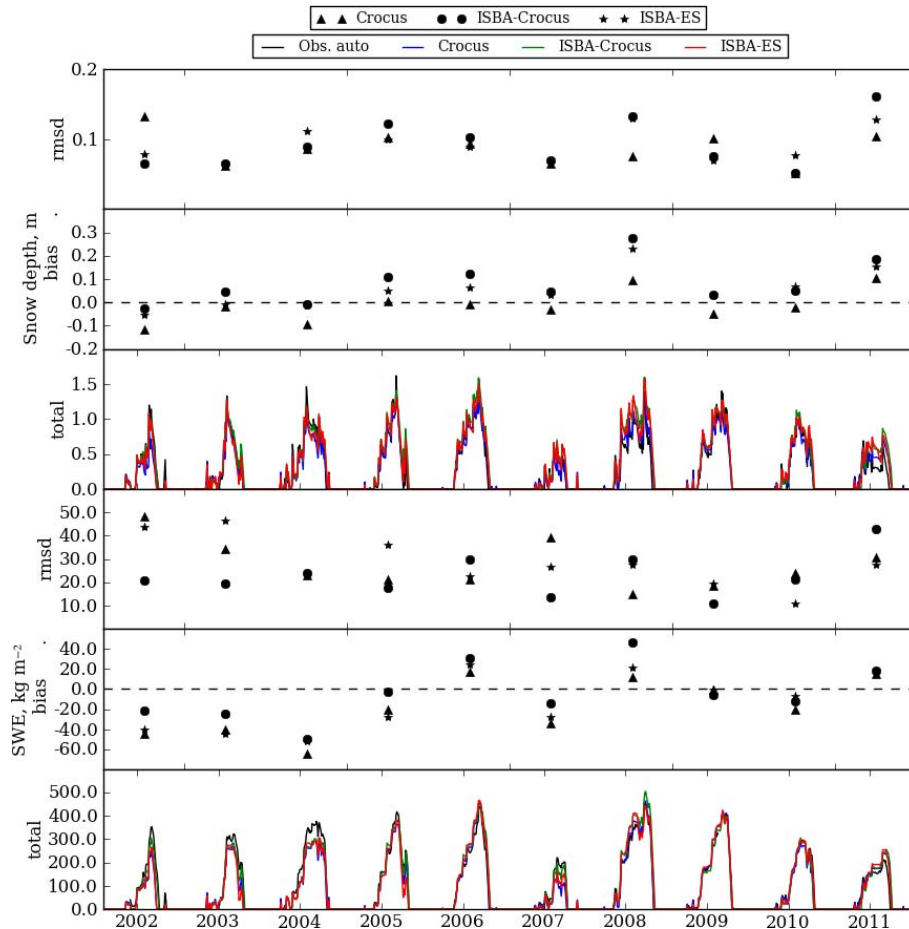 Crocus ISBA-Crocus ISBA-ES
Obs. auto Crocus ISBA-Crocus ISBA-ES
0.2
0.1
rmsd
Snow depth, m .
bias
0.3
0.2
0.1
0.0
-0.1
-0.2
total
1.5
1.0
0.5
0.0
rmsd
50.0
40.0
30.0
20.0
10.0
SWE, kg m⁻² .
bias
40.0
20.0
0.0
-20.0
-40.0
-60.0
total
500.0
400.0
300.0
200.0
100.0
0.0
2002 2003 2004 2005 2006 2007 2008 2009 2010 2011